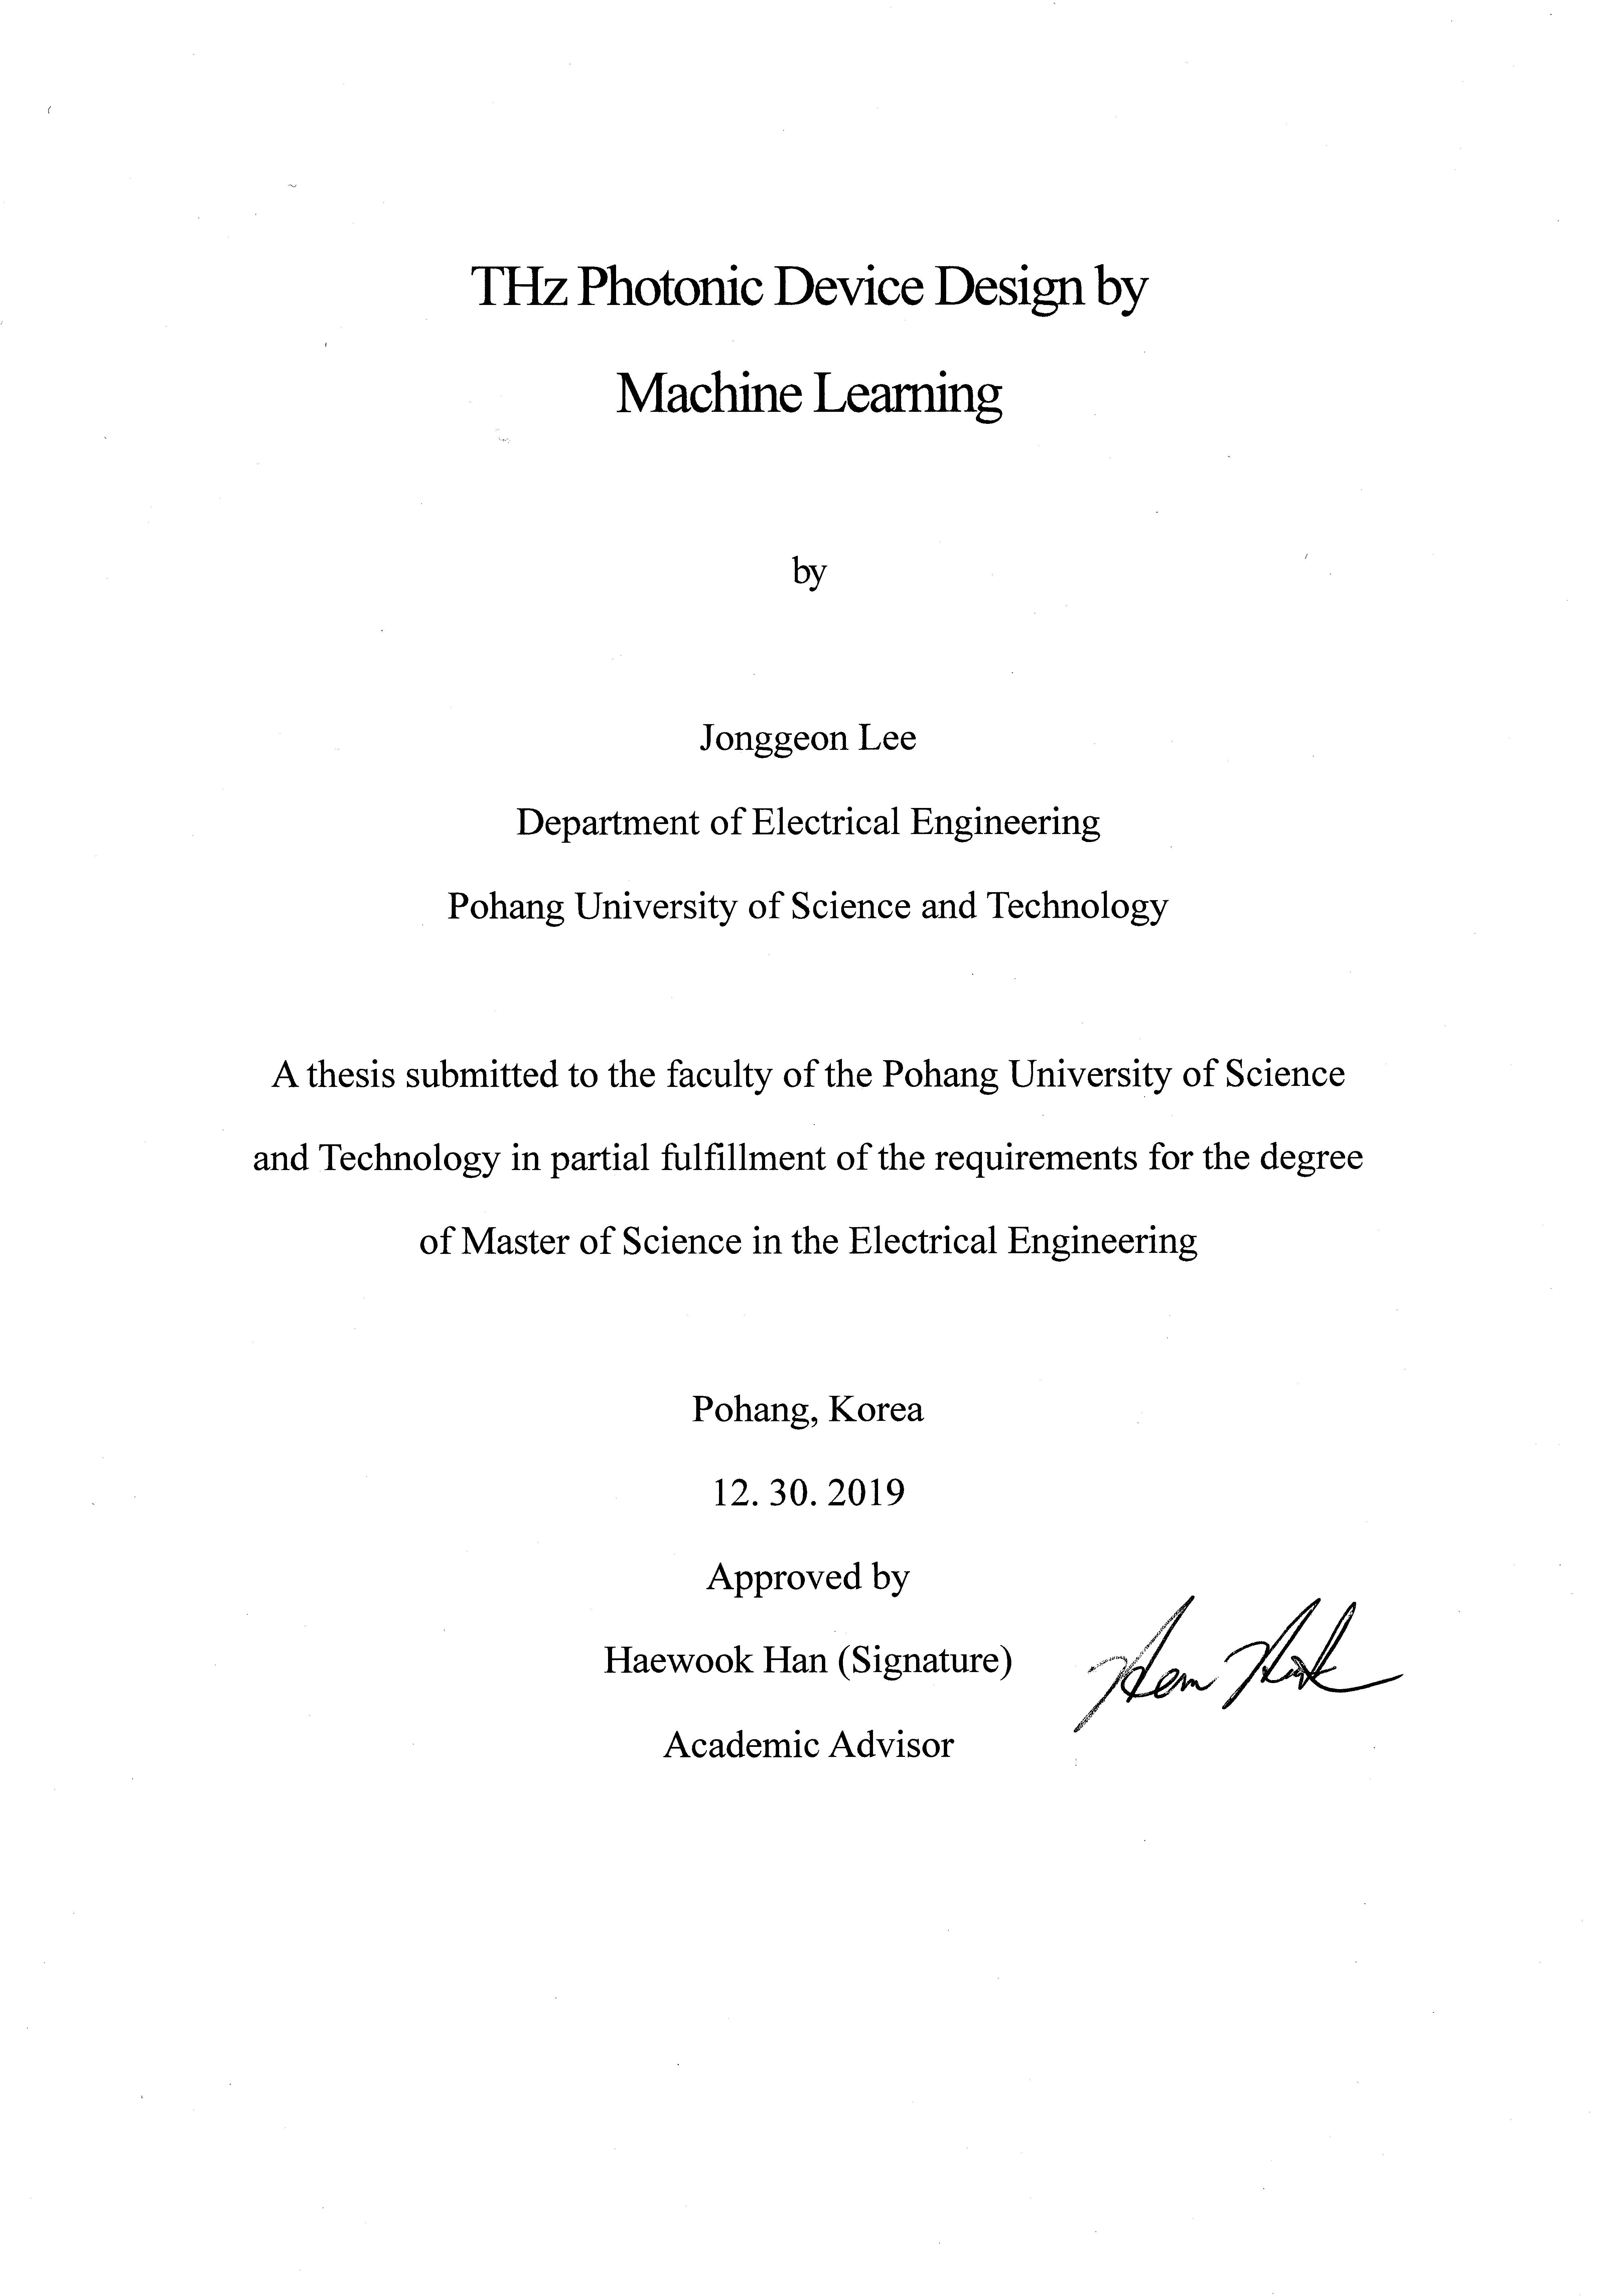 THz Photonic Device Design by
Machine Learning
by
Jonggeon Lee
Department of Electrical Engineering
Pohang University of Science and Technology
A thesis submitted to the faculty of the Pohang University of Science
and Technology in partial fulfillment of the requirements for the degree
of Master of Science in the Electrical Engineering
Pohang, Korea
12. 30. 2019
Approved by
Haewook Han (Signature)
Academic Advisor